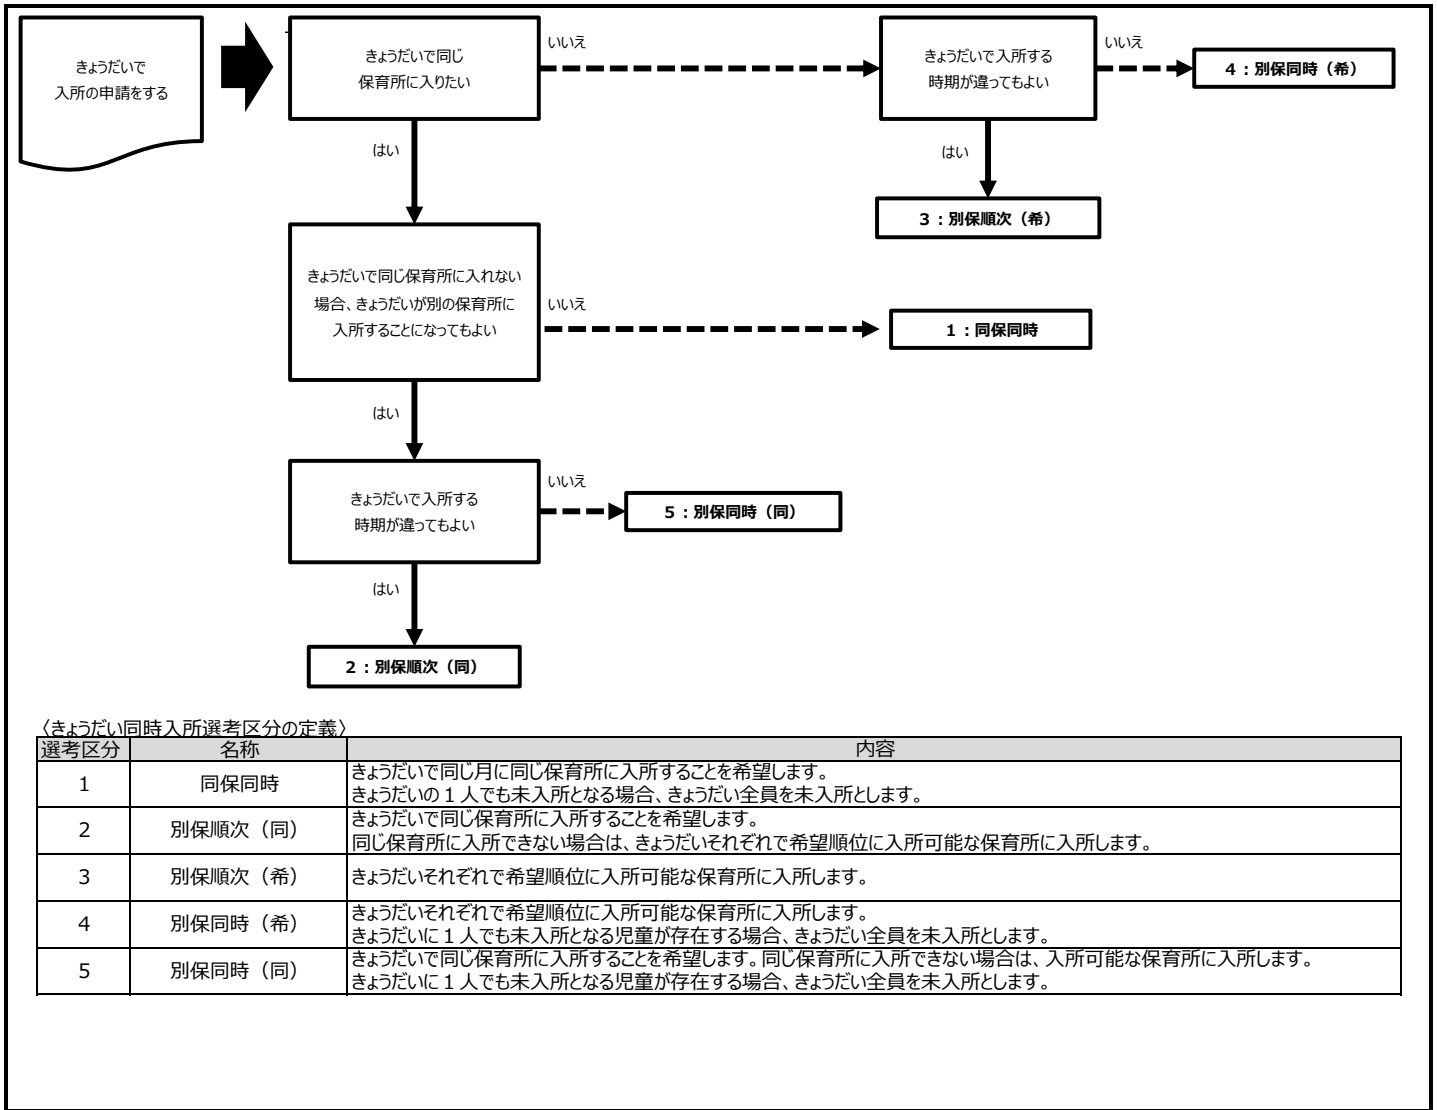 きょうだいで
入所の申請をする
きょうだいで同じ
保育所に入りたい
いいえ
きょうだいで入所する
時期が違ってもよい
いいえ
4：別保同時（希）
はい
はい
3：別保順次（希）
きょうだいで同じ保育所に入れない
場合、きょうだいが別の保育所に
入所することになってもよい
いいえ
1：同保同時
はい
きょうだいで入所する
時期が違ってもよい
いいえ
5：別保同時（同）
はい
2：別保順次（同）
〈きょうだい同時入所選考区分の定義〉
選考区分 名称 内容
1 同保同時 きょうだいで同じ月に同じ保育所に入所することを希望します。
きょうだいの１人でも未入所となる場合、きょうだい全員を未入所とします。
2 別保順次（同） きょうだいで同じ保育所に入所することを希望します。
同じ保育所に入所できない場合は、きょうだいそれぞれで希望順位に入所可能な保育所に入所します。
3 別保順次（希） きょうだいそれぞれで希望順位に入所可能な保育所に入所します。
4 別保同時（希） きょうだいそれぞれで希望順位に入所可能な保育所に入所します。
きょうだいに１人でも未入所となる児童が存在する場合、きょうだい全員を未入所とします。
5 別保同時（同） きょうだいで同じ保育所に入所することを希望します。同じ保育所に入所できない場合は、入所可能な保育所に入所します。
きょうだいに１人でも未入所となる児童が存在する場合、きょうだい全員を未入所とします。